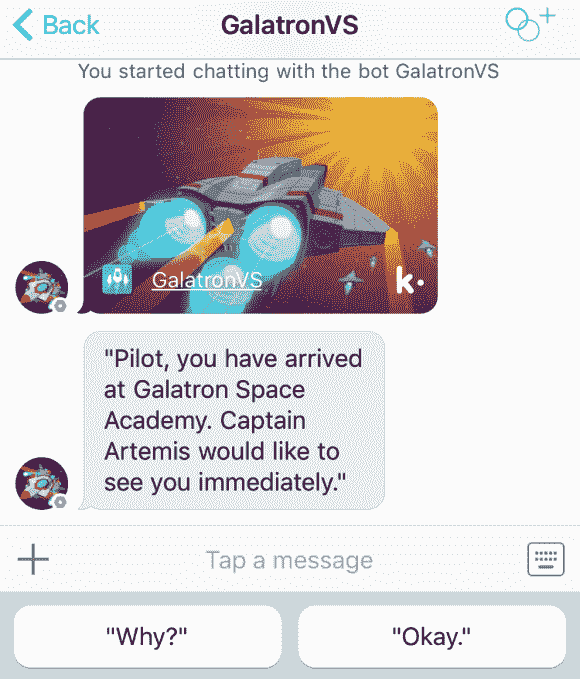 Back
GalatronVS
You started chatting with the bot GalatronVS
GalatronVS
k·
"Pilot, you have arrived
at Galatron Space
Academy. Captain
Artemis would like to
see you immediately."
Tap a message
"Why?"
"Okay."